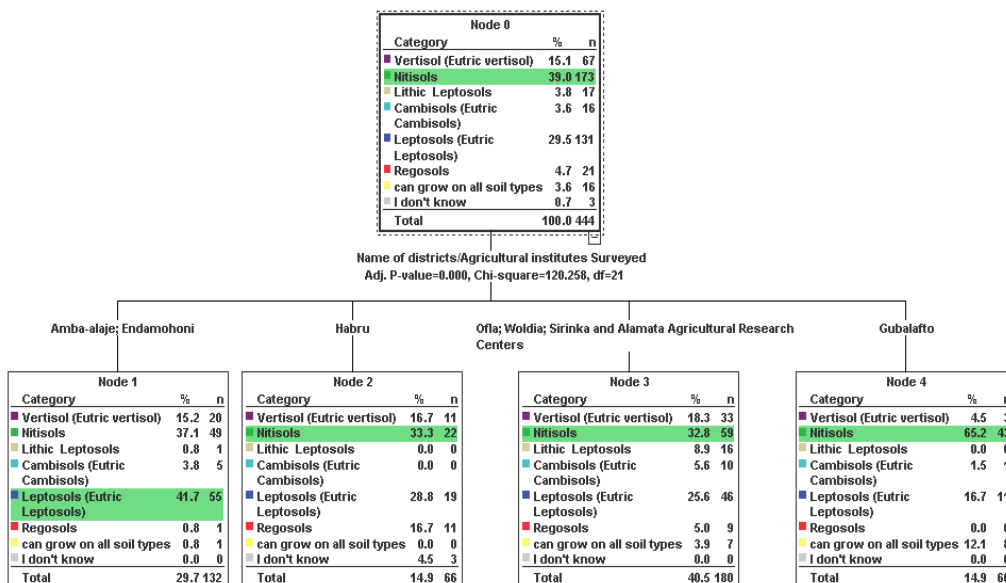 Node 0
Category % n
Vertisol (Eutric vertisol) 15.1 67
Nitisols 39.0 173
Lithic Leptosols 3.8 17
Cambisols (Eutric 3.6 16
Cambisols)
Leptosols (Eutric 29.5 131
Leptosols)
Regosols 4.7 21
can grow on all soil types 3.6 16
I don't know 0.7 3
Total 100.0 444
Name of districts/Agricultural institutes Surveyed
Adj. P-value=0.000, Chi-square=120.258, df=21
Amba-alaje; Endamohoni
Habru
Ofla; Woldia; Sirinka and Alamata Agricultural Research
Centers
Gubalafto
Node 1
Category % n
Vertisol (Eutric vertisol) 15.2 20
Nitisols 37.1 49
Lithic Leptosols 0.8 1
Cambisols (Eutric 3.8 5
Cambisols)
Leptosols (Eutric 41.7 55
Leptosols)
Regosols 0.8 1
can grow on all soil types 0.8 1
I don't know 0.0 0
Total 29.7 132
Node 2
Category % n
Vertisol (Eutric vertisol) 16.7 11
Nitisols 33.3 22
Lithic Leptosols 0.0 0
Cambisols (Eutric 0.0 0
Cambisols)
Leptosols (Eutric 28.8 19
Leptosols)
Regosols 16.7 11
can grow on all soil types 0.0 0
I don't know 4.5 3
Total 14.9 66
Node 3
Category % n
Vertisol (Eutric vertisol) 18.3 33
Nitisols 32.8 59
Lithic Leptosols 8.9 16
Cambisols (Eutric 5.6 10
Cambisols)
Leptosols (Eutric 25.6 46
Leptosols)
Regosols 5.0 9
can grow on all soil types 3.9 7
I don't know 0.0 0
Total 40.5 180
Node 4
Category % n
Vertisol (Eutric vertisol) 4.5
Nitisols 65.2
Lithic Leptosols 0.0
Cambisols (Eutric 1.5
Cambisols)
Leptosols (Eutric 16.7
Leptosols)
Regosols 0.0
can grow on all soil types 12.1
I don't know 0.0
Total 14.9